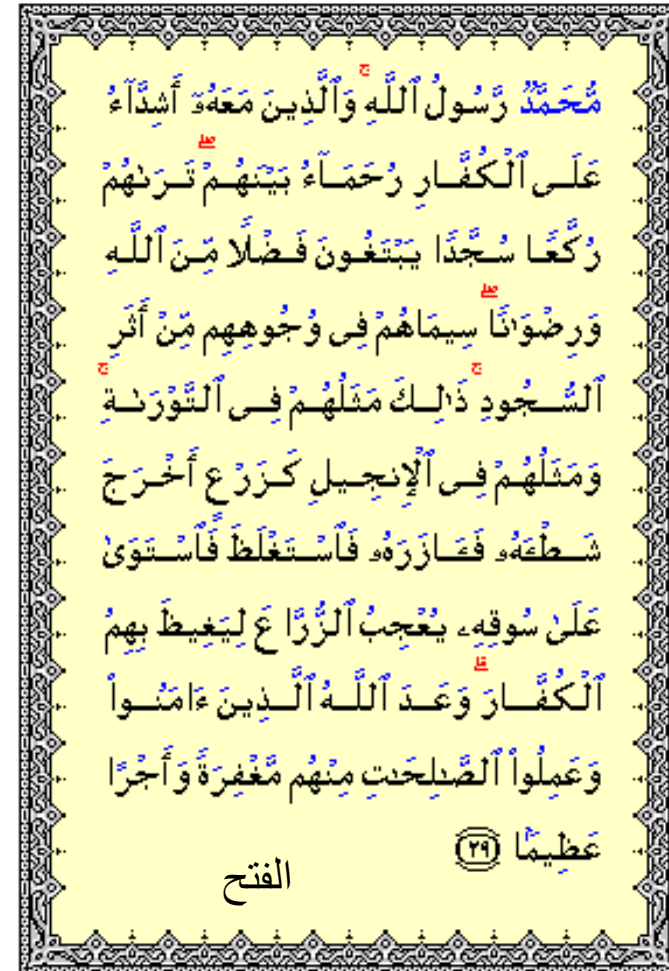 مُّحَمَّدٌ رَّسُولُ ٱللَّهِ ۚ وَٱلَّذِينَ مَعَهُۥٓ أَشِدَّآءُ
عَلَى ٱلْكُفَّارِ رُحَمَآءُ بَيْنَهُمْ ۖ تَرَىٰهُمْ
رُكَّعًا سُجَّدًا يَبْتَغُونَ فَضْلًا مِّنَ ٱللَّهِ
وَرِضْوَٰنًا ۖ سِيمَاهُمْ فِى وُجُوهِهِم مِّنْ أَثَرِ
ٱلسُّجُودِ ۚ ذَٰلِكَ مَثَلُهُمْ فِى ٱلتَّوْرَىٰةِ ۚ
وَمَثَلُهُمْ فِى ٱلْإِنجِيلِ كَزَرْعٍ أَخْرَجَ
شَطْـَٔهُۥ فَـَٔازَرَهُۥ فَٱسْتَغْلَظَ فَٱسْتَوَىٰ
عَلَىٰ سُوقِهِۦ يُعْجِبُ ٱلزُّرَّاعَ لِيَغِيظَ بِهِمُ
ٱلْكُفَّارَ ۗ وَعَدَ ٱللَّهُ ٱلَّذِينَ ءَامَنُوا۟
وَعَمِلُوا۟ ٱلصَّٰلِحَٰتِ مِنْهُم مَّغْفِرَةً وَأَجْرًا
عَظِيمًۢا ٢٩
الفتح